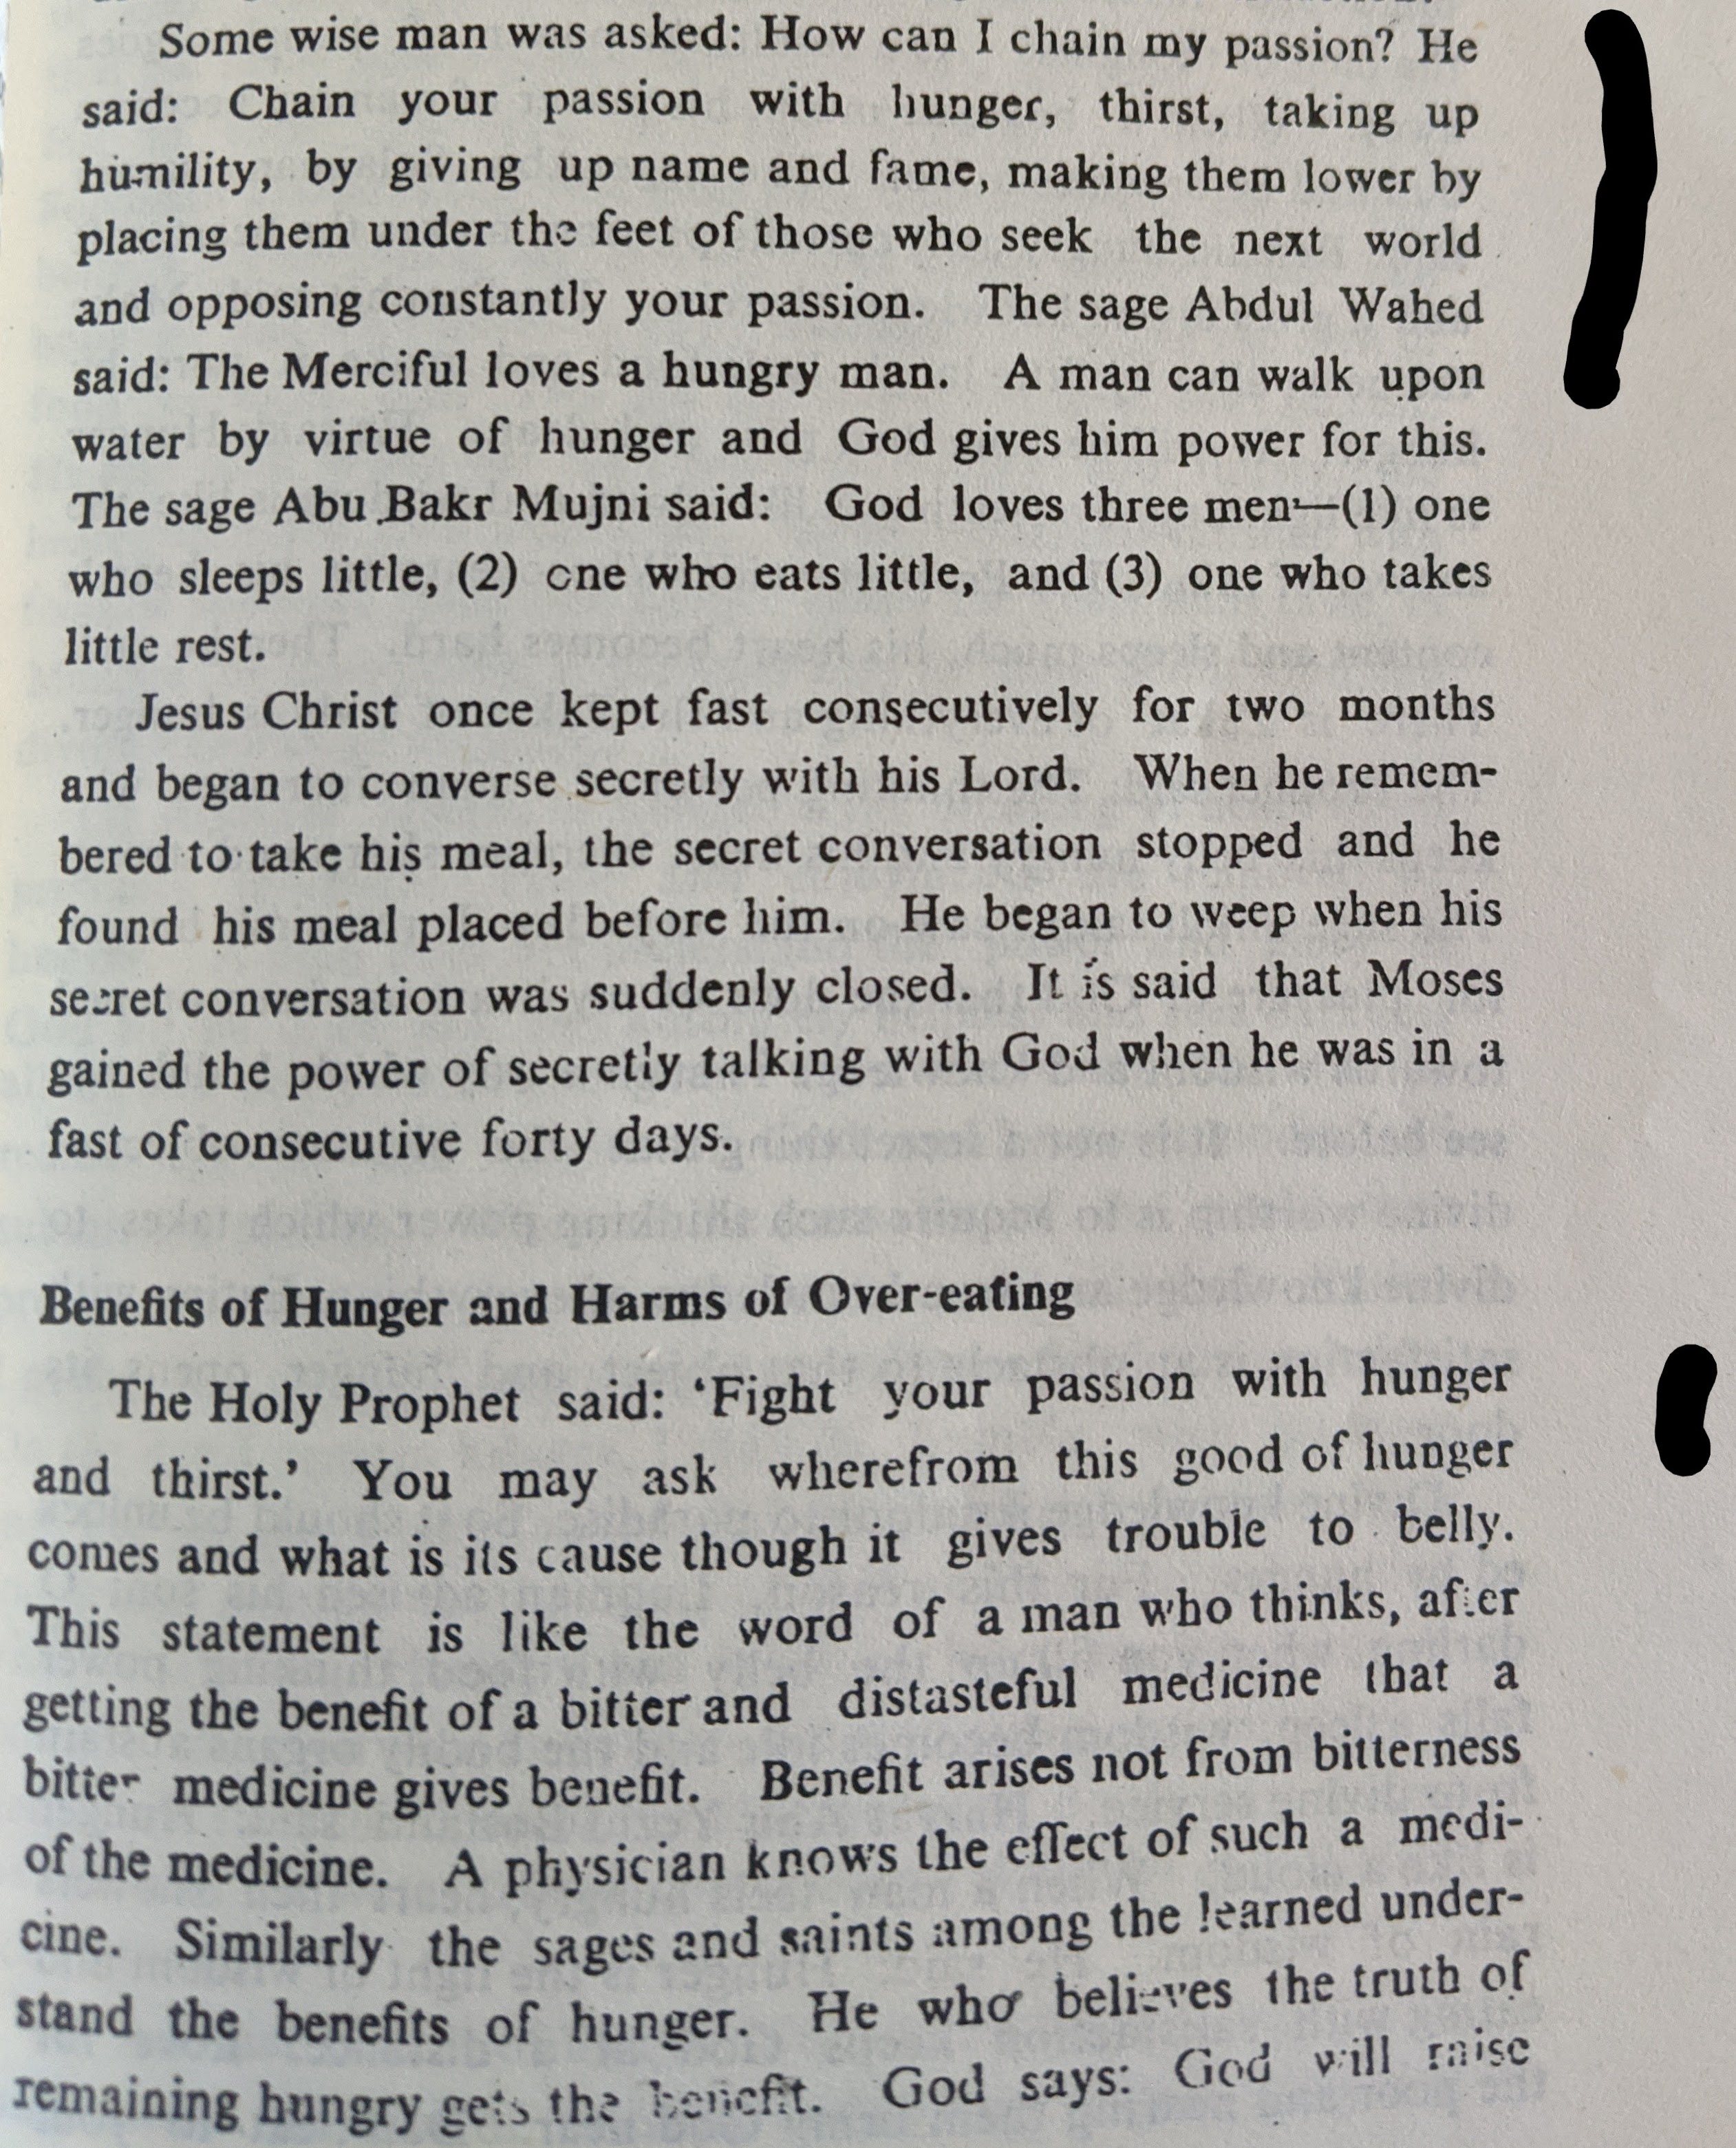 Some wise man was asked: How can I chain my passion? He
said: Chain your passion with hunger, thirst, taking up
humility, by giving up name and fame, making them lower by
placing them under the feet of those who seek the next world
and opposing constantly your passion. The sage Abdul Wahed
said: The Merciful loves a hungry man. A man can walk upon
water by virtue of hunger and God gives him power for this.
The sage Abu Bakr Mujni said: God loves three men—(1) one
who sleeps little, (2) one who eats little, and (3) one who takes
little rest.
Jesus Christ once kept fast consecutively for two months
and began to converse secretly with his Lord. When he remem-
bered to take his meal, the secret conversation stopped and he
found his meal placed before him. He began to weep when his
secret conversation was suddenly closed. It is said that Moses
gained the power of secretly talking with God when he was in a
fast of consecutive forty days.
Benefits of Hunger and Harms of Over-eating
The Holy Prophet said: ‘Fight your passion with hunger
and thirst.’ You may ask wherefrom this good of hunger
comes and what is its cause though it gives trouble to belly.
This statement is like the word of a man who thinks, after
getting the benefit of a bitter and distasteful medicine that a
bitter medicine gives benefit. Benefit arises not from bitterness
of the medicine. A physician knows the effect of such a medi-
cine. Similarly the sages and saints among the learned under-
stand the benefits of hunger. He who believes the truth of
remaining hungry gets the benefit. God says: God will raise